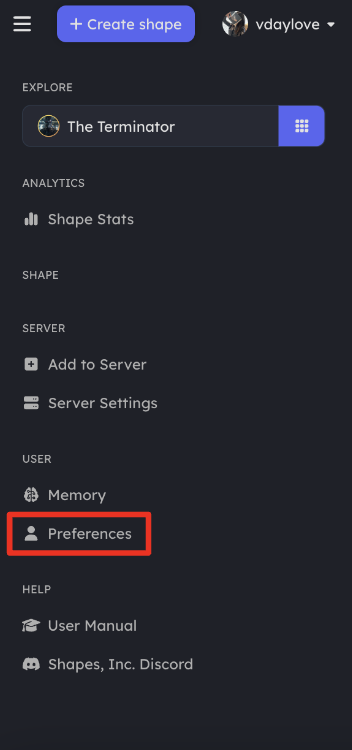 + Create shape
vdaylove
EXPLORE
The Terminator
ANALYTICS
Shape Stats
SHAPE
SERVER
Add to Server
Server Settings
USER
Memory
Preferences
HELP
User Manual
Shapes, Inc. Discord